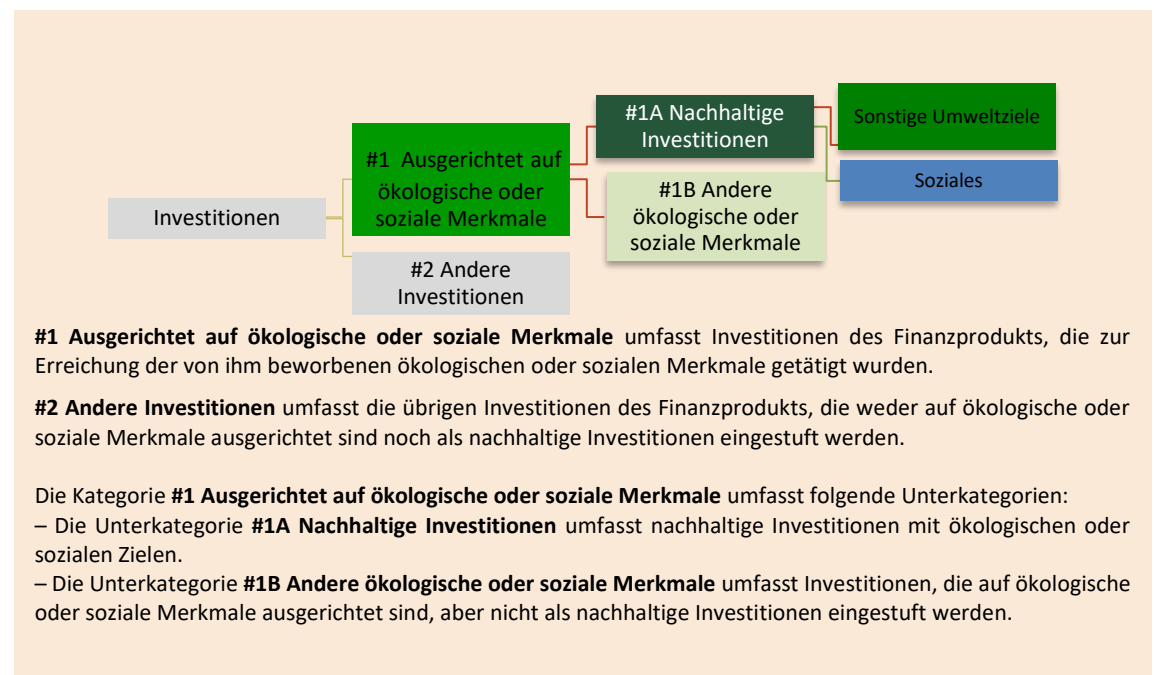 Investitionen
#1 Ausgerichtet auf
ökologische oder
soziale Merkmale
#2 Andere
Investitionen
#1A Nachhaltige
Investitionen
#1B Andere
ökologische oder
soziale Merkmale
Sonstige Umweltziele
Soziales
#1 Ausgerichtet auf ökologische oder soziale Merkmale umfasst Investitionen des Finanzprodukts, die zur
Erreichung der von ihm beworbenen ökologischen oder sozialen Merkmale getätigt wurden.
#2 Andere Investitionen umfasst die übrigen Investitionen des Finanzprodukts, die weder auf ökologische oder
soziale Merkmale ausgerichtet sind noch als nachhaltige Investitionen eingestuft werden.
Die Kategorie #1 Ausgerichtet auf ökologische oder soziale Merkmale umfasst folgende Unterkategorien:
– Die Unterkategorie #1A Nachhaltige Investitionen umfasst nachhaltige Investitionen mit ökologischen oder
sozialen Zielen.
– Die Unterkategorie #1B Andere ökologische oder soziale Merkmale umfasst Investitionen, die auf ökologische
oder soziale Merkmale ausgerichtet sind, aber nicht als nachhaltige Investitionen eingestuft werden.